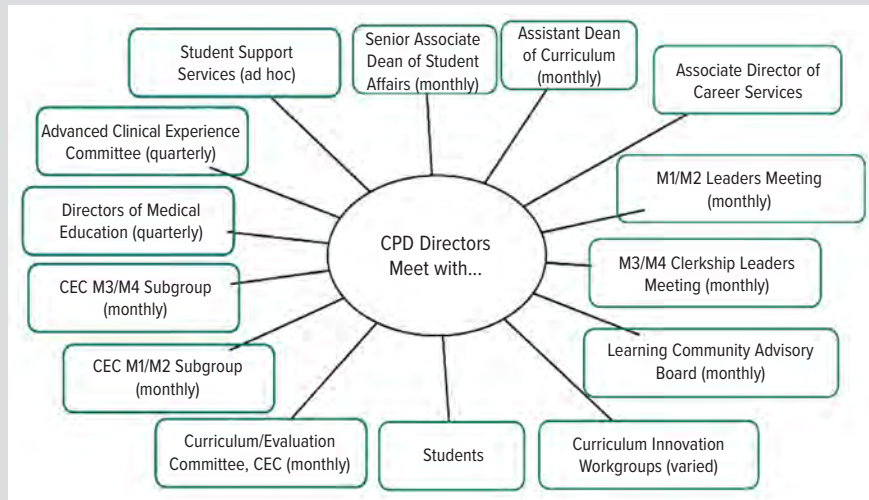 Student Support
Services (ad hoc)
Senior Associate
Dean of Student
Affairs (monthly)
Assistant Dean
of Curriculum
(monthly)
Associate Director of
Career Services
Advanced Clinical Experience
Committee (quarterly)
M1/M2 Leaders Meeting
(monthly)
Directors of Medical
Education (quarterly)
CPD Directors
Meet with...
M3/M4 Clerkship Leaders
Meeting (monthly)
CEC M3/M4 Subgroup
(monthly)
Learning Community Advisory
Board (monthly)
CEC M1/M2 Subgroup
(monthly)
Curriculum/Evaluation
Committee, CEC (monthly)
Students
Curriculum Innovation
Workgroups (varied)